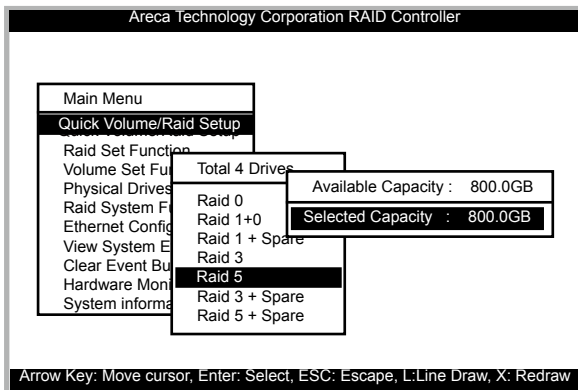 Areca Technology Corporation RAID Controller
Main Menu
Quick Volume/Raid Setup
Raid Set Function
Volume Set Fu
Physical Drives
Raid System F
Ethernet Config
View System E
Clear Event Bu
Hardware Moni
System informa
Total 4 Drives
Raid 0
Raid 1+0
Raid 1 + Spare
Raid 3
Raid 5
Raid 3 + Spare
Raid 5 + Spare
Available Capacity : 800.0GB
Selected Capacity : 800.0GB
Arrow Key: Move cursor, Enter: Select, ESC: Escape, L:Line Draw, X: Redraw